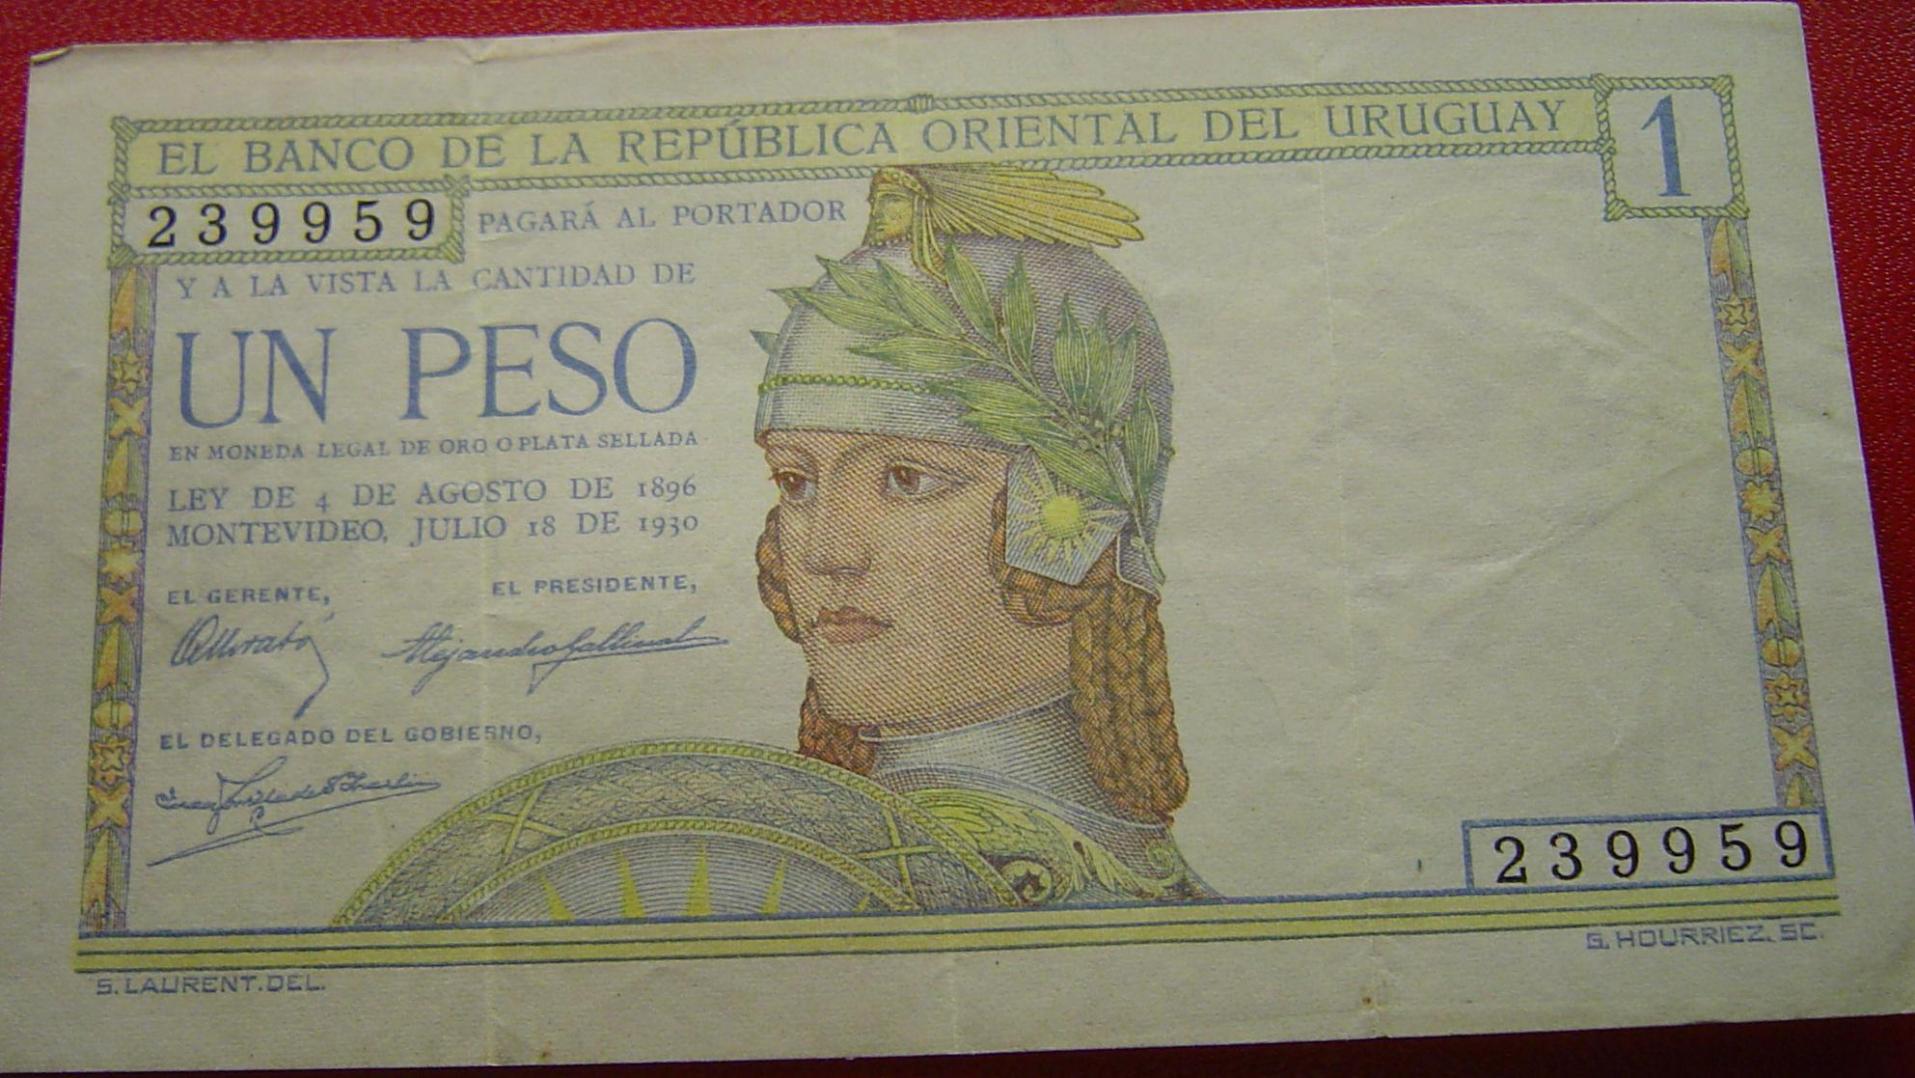 EL BANCO DE LA REPÚBLICA ORIENTAL DEL URUGUAY
1
239959
PAGARÁ AL PORTADOR
Y A LA VISTA LA CANTIDAD DE
UN PESO
EN MONEDA LEGAL DE ORO O PLATA SELLADA
LEY DE 4 DE AGOSTO DE 1896
MONTEVIDEO, JULIO 18 DE 1930
EL GERENTE,
EL PRESIDENTE,
Alejandro Gallinal
EL DELEGADO DEL GOBIERNO,
239959
S. LAURENT. DEL.
G. HOURRIEZ. SC.